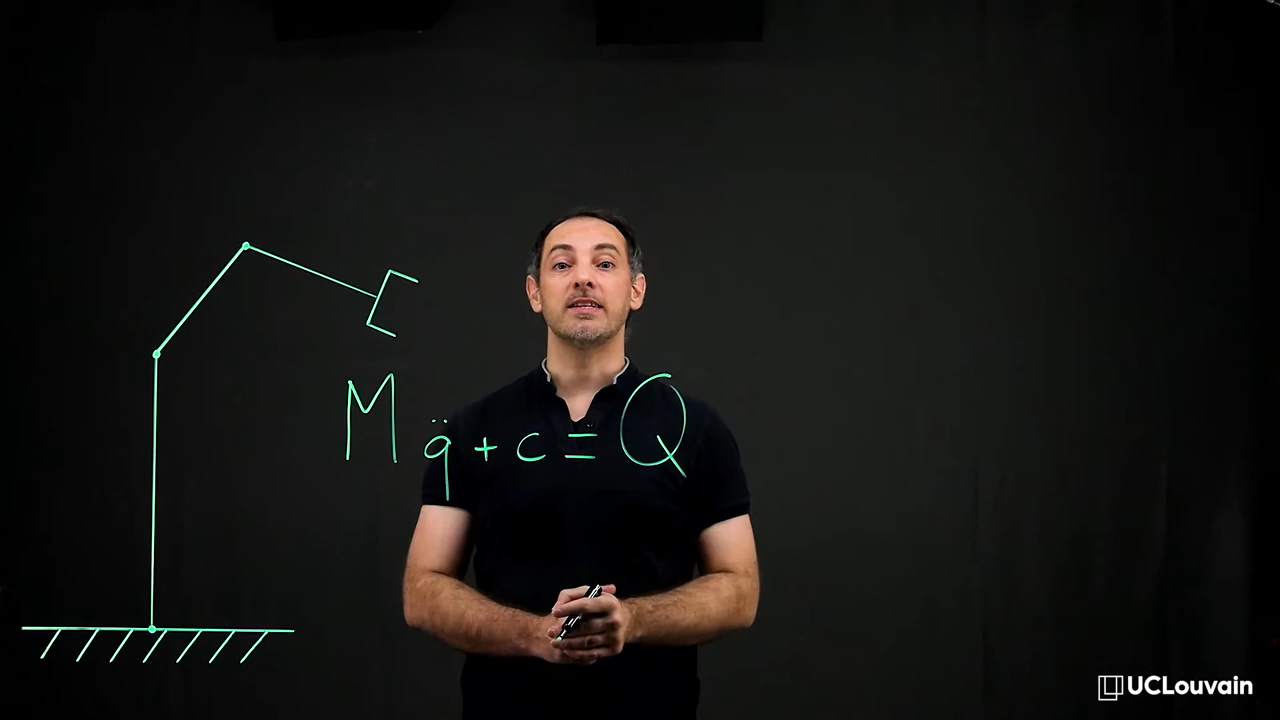 M q̈ + c = Q
UCLouvain